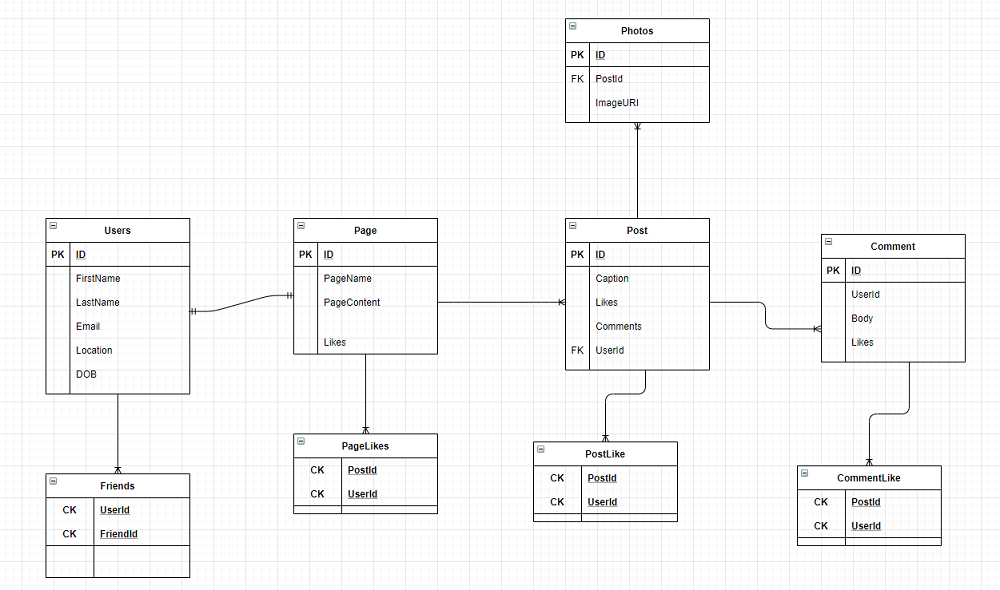 Photos
PK ID
FK PostId
ImageURI
Users
PK ID
FirstName
LastName
Email
Location
DOB
Page
PK ID
PageName
PageContent
Likes
Post
PK ID
Caption
Likes
Comments
FK UserId
Comment
PK ID
UserId
Body
Likes
Friends
CK UserId
CK FriendId
PageLikes
CK PostId
CK UserId
PostLike
CK PostId
CK UserId
CommentLike
CK PostId
CK UserId